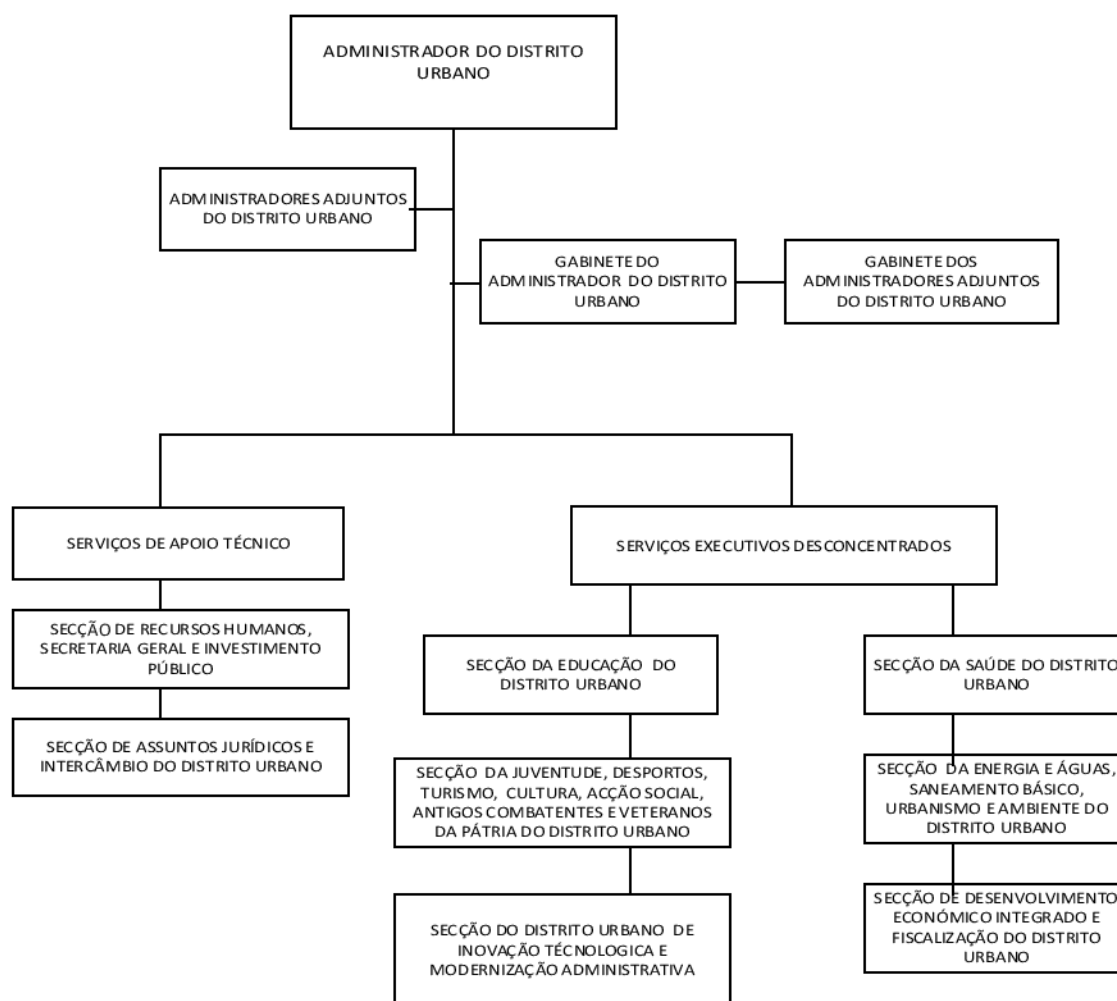 ADMINISTRADOR DO DISTRITO
URBANO
ADMINISTRADORES ADJUNTOS
DO DISTRITO URBANO
GABINETE DO
ADMINISTRADOR DO DISTRITO
URBANO
GABINETE DOS
ADMINISTRADORES ADJUNTOS
DO DISTRITO URBANO
SERVIÇOS DE APOIO TÉCNICO
SERVIÇOS EXECUTIVOS DESCONCENTRADOS
SECÇÃO DE RECURSOS HUMANOS,
SECRETARIA GERAL E INVESTIMENTO
PÚBLICO
SECÇÃO DE ASSUNTOS JURÍDICOS E
INTERCÂMBIO DO DISTRITO URBANO
SECÇÃO DA EDUCAÇÃO DO
DISTRITO URBANO
SECÇÃO DA SAÚDE DO DISTRITO
URBANO
SECÇÃO DA JUVENTUDE, DESPORTOS,
TURISMO, CULTURA, ACÇÃO SOCIAL,
ANTIGOS COMBATENTES E VETERANOS
DA PÁTRIA DO DISTRITO URBANO
SECÇÃO DA ENERGIA E ÁGUAS,
SANEAMENTO BÁSICO,
URBANISMO E AMBIENTE DO
DISTRITO URBANO
SECÇÃO DO DISTRITO URBANO DE
INOVAÇÃO TÉCNOLOGICA E
MODERNIZAÇÃO ADMINISTRATIVA
SECÇÃO DE DESENVOLVIMENTO
ECONÓMICO INTEGRADO E
FISCALIZAÇÃO DO DISTRITO
URBANO